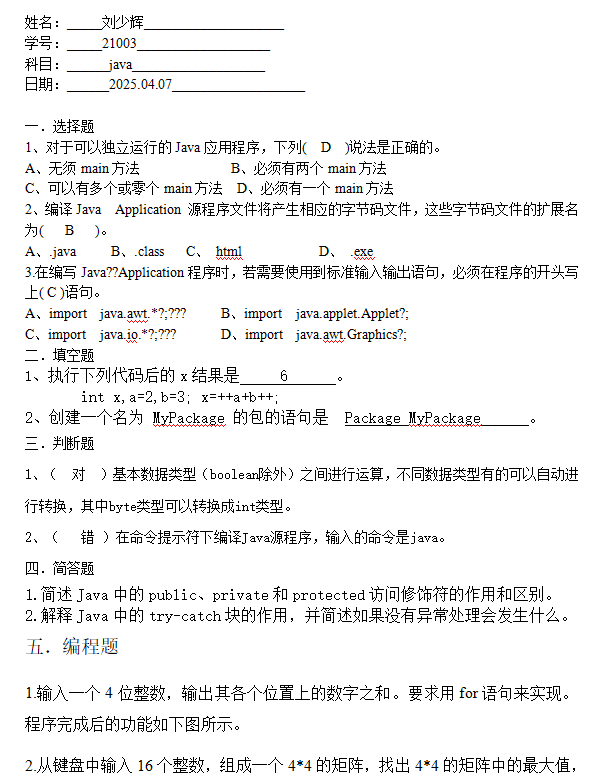 姓名：_____刘少辉____________________
学号：_____21003___________________
科目：______java___________________
日期：______2025.04.07___________________
一．选择题
1、对于可以独立运行的 Java 应用程序，下列( D )说法是正确的。
A、无须 main 方法 B、必须有两个 main 方法
C、可以有多个或零个 main 方法 D、必须有一个 main 方法
2、编译 Java Application 源程序文件将产生相应的字节码文件，这些字节码文件的扩展名
为( B )。
A、.java B、.class C、 html D、 .exe
3.在编写 Java??Application 程序时，若需要使用到标准输入输出语句，必须在程序的开头写
上( C )语句。
A、import java.awt.*?;??? B、import java.applet.Applet?;
C、import java.io.*?;??? D、import java.awt.Graphics?;
二．填空题
1、执行下列代码后的 x 结果是_____6______。
int x,a=2,b=3; x=++a+b++;
2、创建一个名为 MyPackage 的包的语句是 Package MyPackage______。
三．判断题
1、（ 对 ）基本数据类型（boolean除外）之间进行运算，不同数据类型有的可以自动进
行转换，其中byte类型可以转换成int类型。
2、（ 错 ）在命令提示符下编译Java源程序，输入的命令是java。
四．简答题
1.简述 Java 中的 public、private 和 protected 访问修饰符的作用和区别。
2.解释 Java 中的 try-catch 块的作用，并简述如果没有异常处理会发生什么。
五．编程题
1.输入一个 4 位整数，输出其各个位置上的数字之和。要求用 for 语句来实现。
程序完成后的功能如下图所示。
2.从键盘中输入 16 个整数，组成一个 4*4 的矩阵，找出 4*4 的矩阵中的最大值，